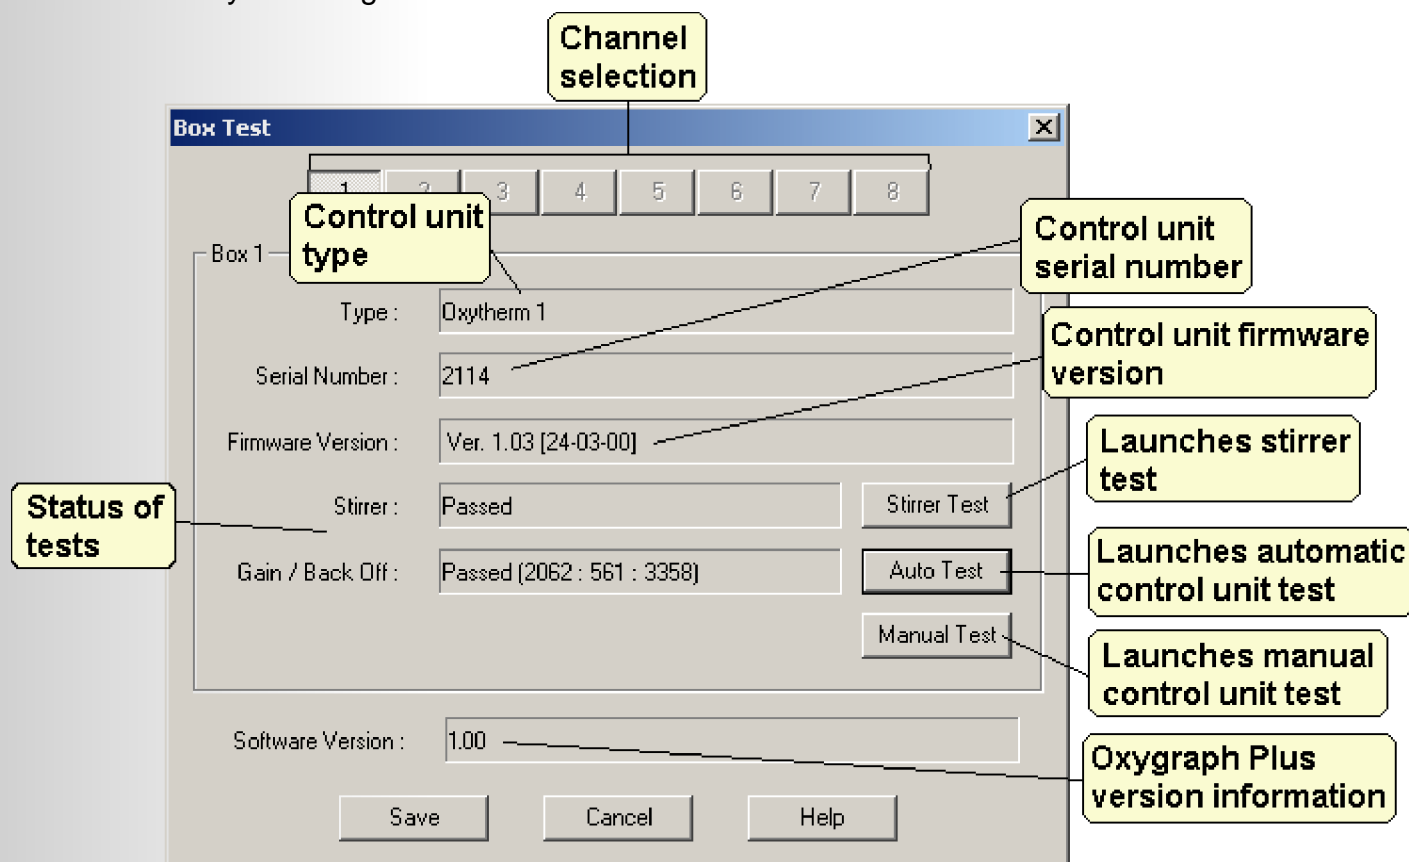 Channel
selection
Box Test
1 2 3 4 5 6 7 8
Control unit
type
Control unit
serial number
Box 1
Type : Oxytherm 1
Control unit firmware
version
Serial Number : 2114
Firmware Version : Ver. 1.03 [24-03-00]
Launches stirrer
test
Status of
tests
Stirrer : Passed Stirrer Test
Launches automatic
control unit test
Gain / Back Off : Passed (2062 : 561 : 3358) Auto Test
Manual Test
Launches manual
control unit test
Software Version : 1.00
Oxygraph Plus
version information
Save Cancel Help